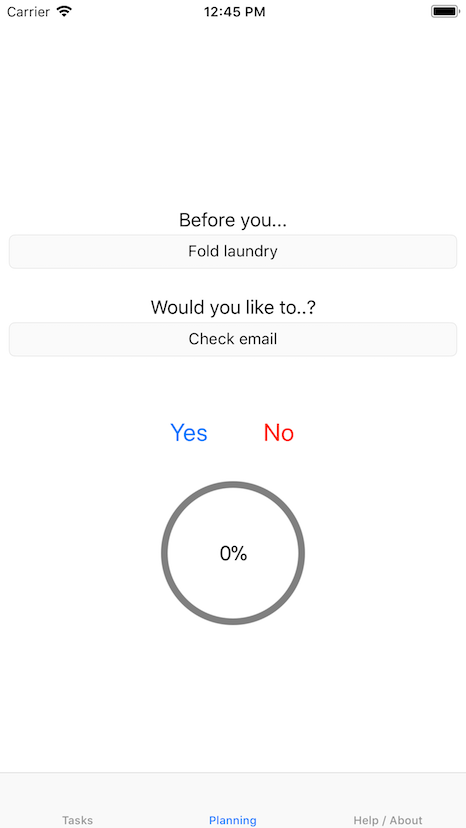 Carrier 12:45 PM
Before you...
Fold laundry
Would you like to..?
Check email
Yes No
0%
Tasks Planning Help / About